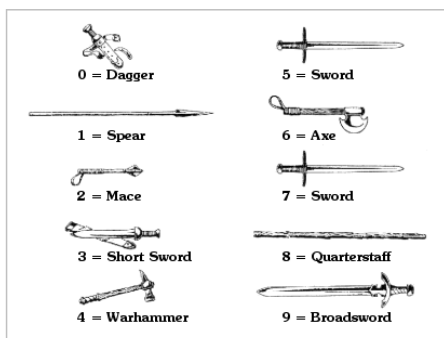 0 = Dagger
5 = Sword
1 = Spear
6 = Axe
2 = Mace
7 = Sword
3 = Short Sword
8 = Quarterstaff
4 = Warhammer
9 = Broadsword